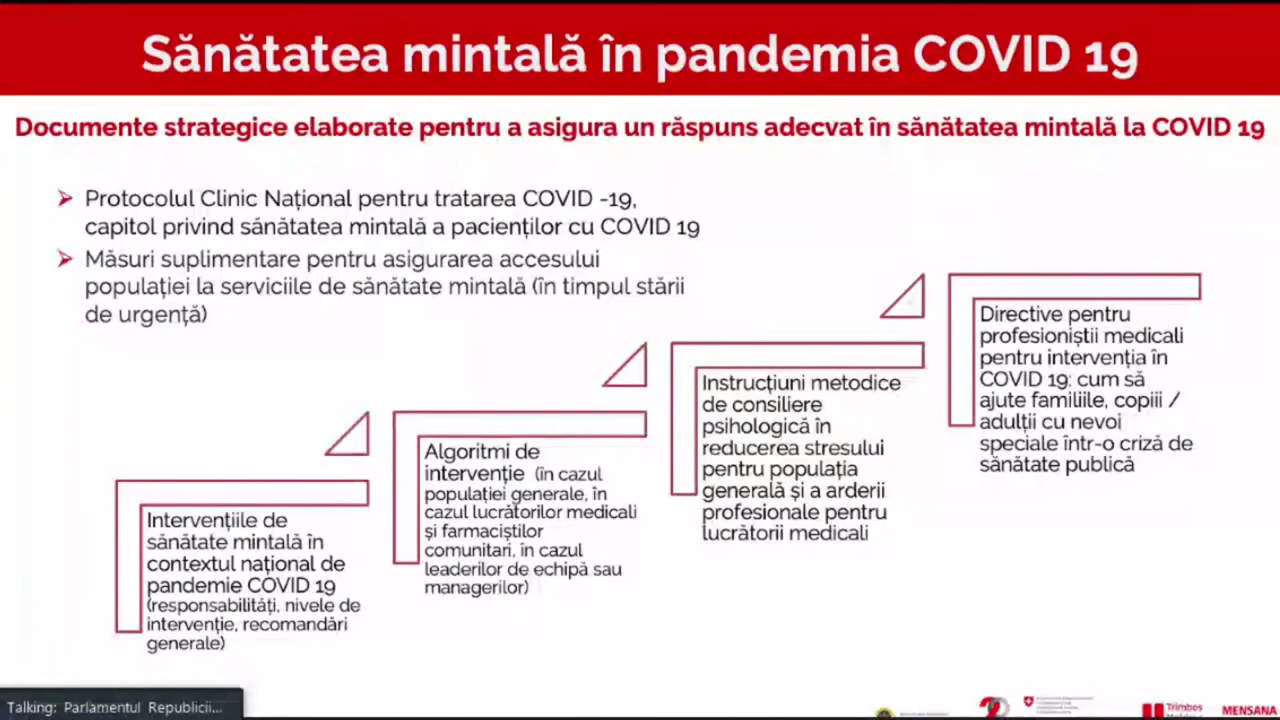 Sănătatea mintală în pandemia COVID 19
Documente strategice elaborate pentru a asigura un răspuns adecvat în sănătatea mintală la COVID 19
Protocolul Clinic Național pentru tratarea COVID -19,
capitol privind sănătatea mintală a pacienților cu COVID 19
Măsuri suplimentare pentru asigurarea accesului
populației la serviciile de sănătate mintală (în timpul stării
de urgență)
Intervențiile de
sănătate mintală în
contextul național de
pandemie COVID 19
(responsabilități, nivele de
intervenție, recomandări
generale)
Algoritmi de
intervenție (în cazul
populației generale, în
cazul lucrătorilor medicali
și farmaciștilor
comunitari, în cazul
leaderilor de echipă sau
managerilor)
Instrucțiuni metodice
de consiliere
psihologică în
reducerea stresului
pentru populația
generală și a arderii
profesionale pentru
lucrătorii medicali
Directive pentru
profesioniștii medicali
pentru intervenția în
COVID 19: cum să
ajute familiile, copiii /
adulții cu nevoi
speciale într-o criză de
sănătate publică
Talking: Parlamentul Republicii...
Trimbos
MENSANA